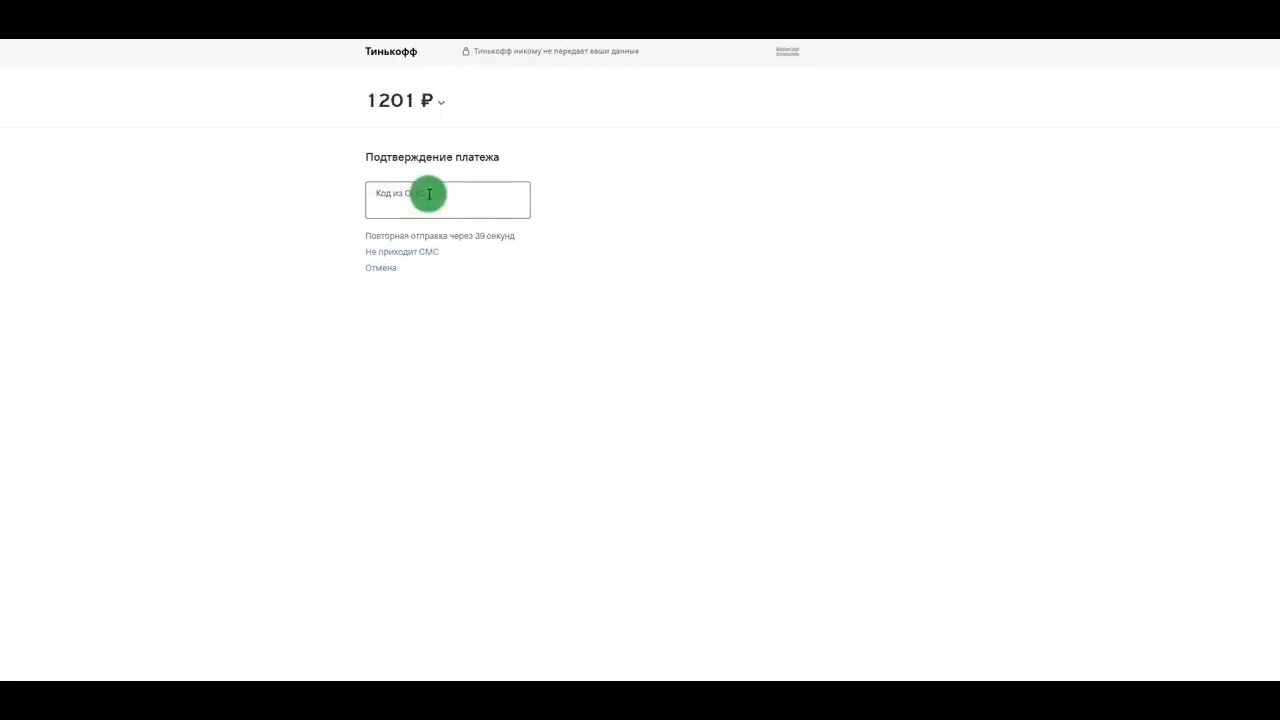 Тинькофф
Тинькофф никому не передает ваши данные
1201 ₽
Подтверждение платежа
Код из СМС
Повторная отправка через 39 секунд
Не приходит СМС
Отмена